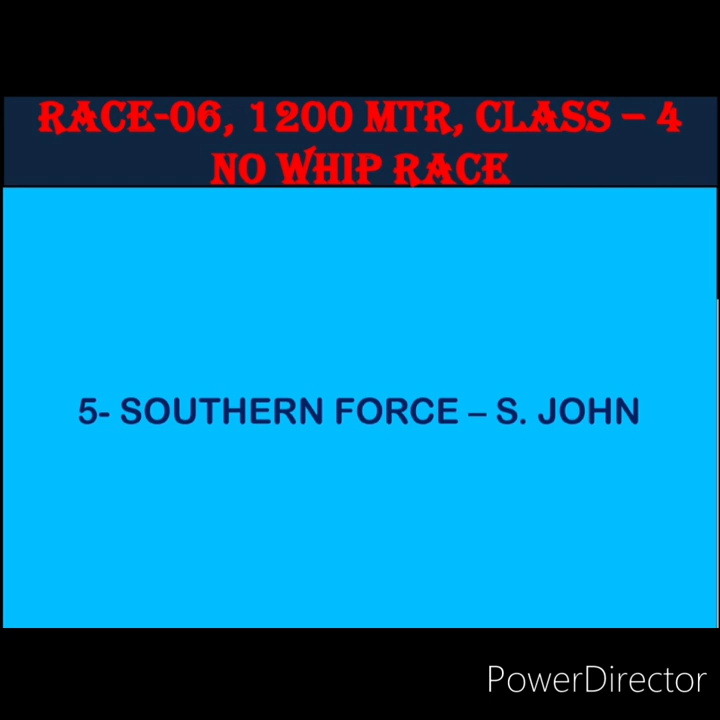 RACE-06, 1200 MTR, CLASS – 4
NO WHIP RACE
5- SOUTHERN FORCE – S. JOHN
PowerDirector